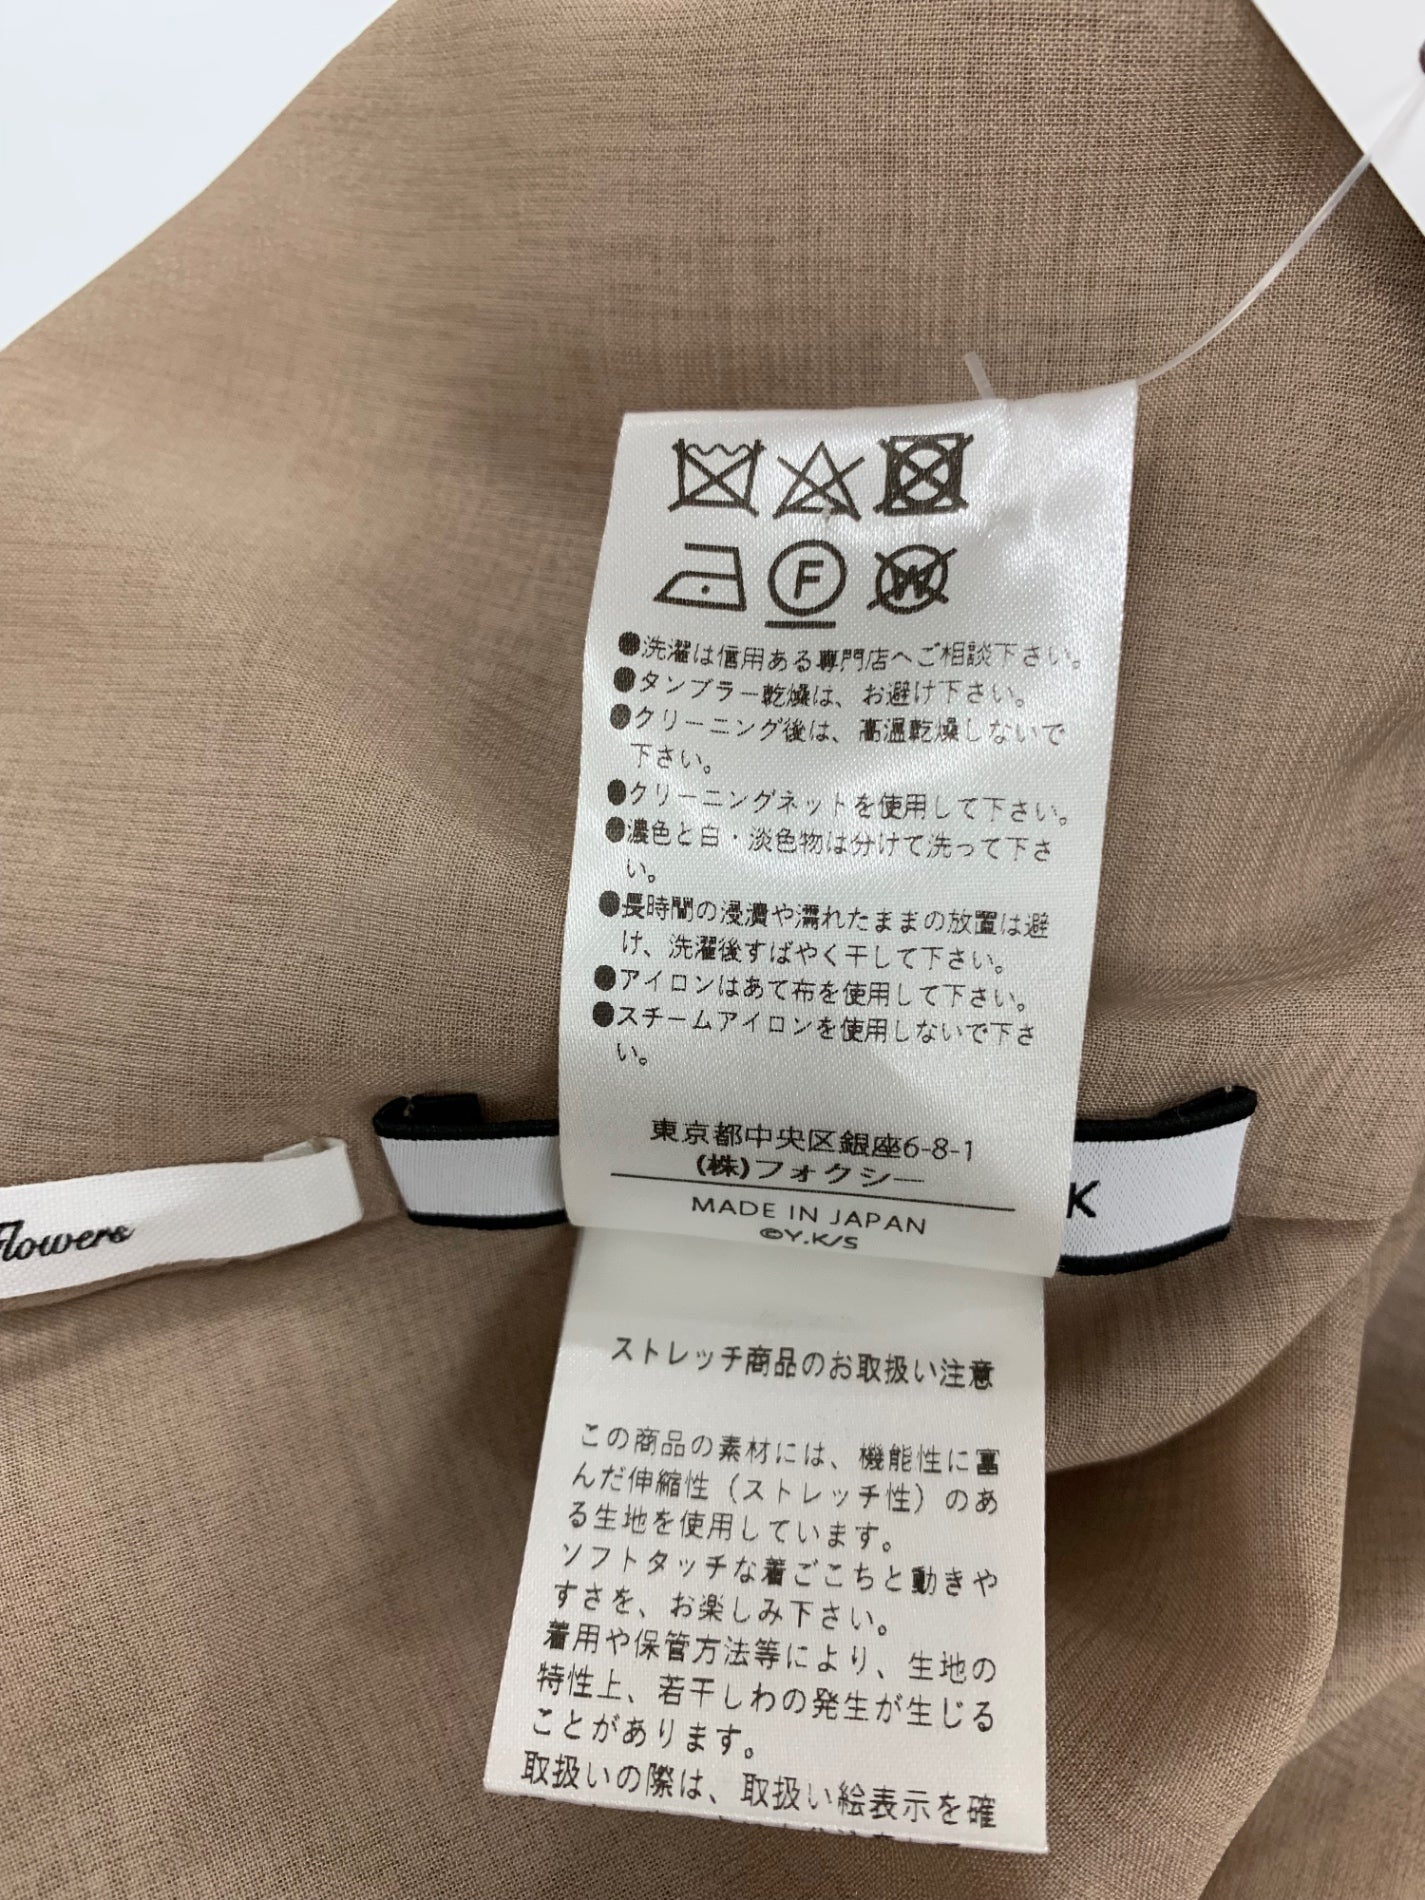 F
W
●洗濯は信用ある専門店へご相談下さい。
●タンブラー乾燥は、お避け下さい。
●クリーニング後は、高温乾燥しないで
下さい。
●クリーニングネットを使用して下さい。
●濃色と白・淡色物は分けて洗って下さ
い。
●長時間の浸漬や濡れたままの放置は避
け、洗濯後すばやく干して下さい。
●アイロンはあて布を使用して下さい。
●スチームアイロンを使用しないで下さ
い。
東京都中央区銀座6-8-1
(株)フォクシー
MADE IN JAPAN
©Y.K/S
K
Flowers
ストレッチ商品のお取扱い注意
この商品の素材には、機能性に富
んだ伸縮性（ストレッチ性）のあ
る生地を使用しています。
ソフトタッチな着ごこちと動きや
すさを、お楽しみ下さい。
着用や保管方法等により、生地の
特性上、若干しわの発生が生じる
ことがあります。
取扱いの際は、取扱い絵表示を確